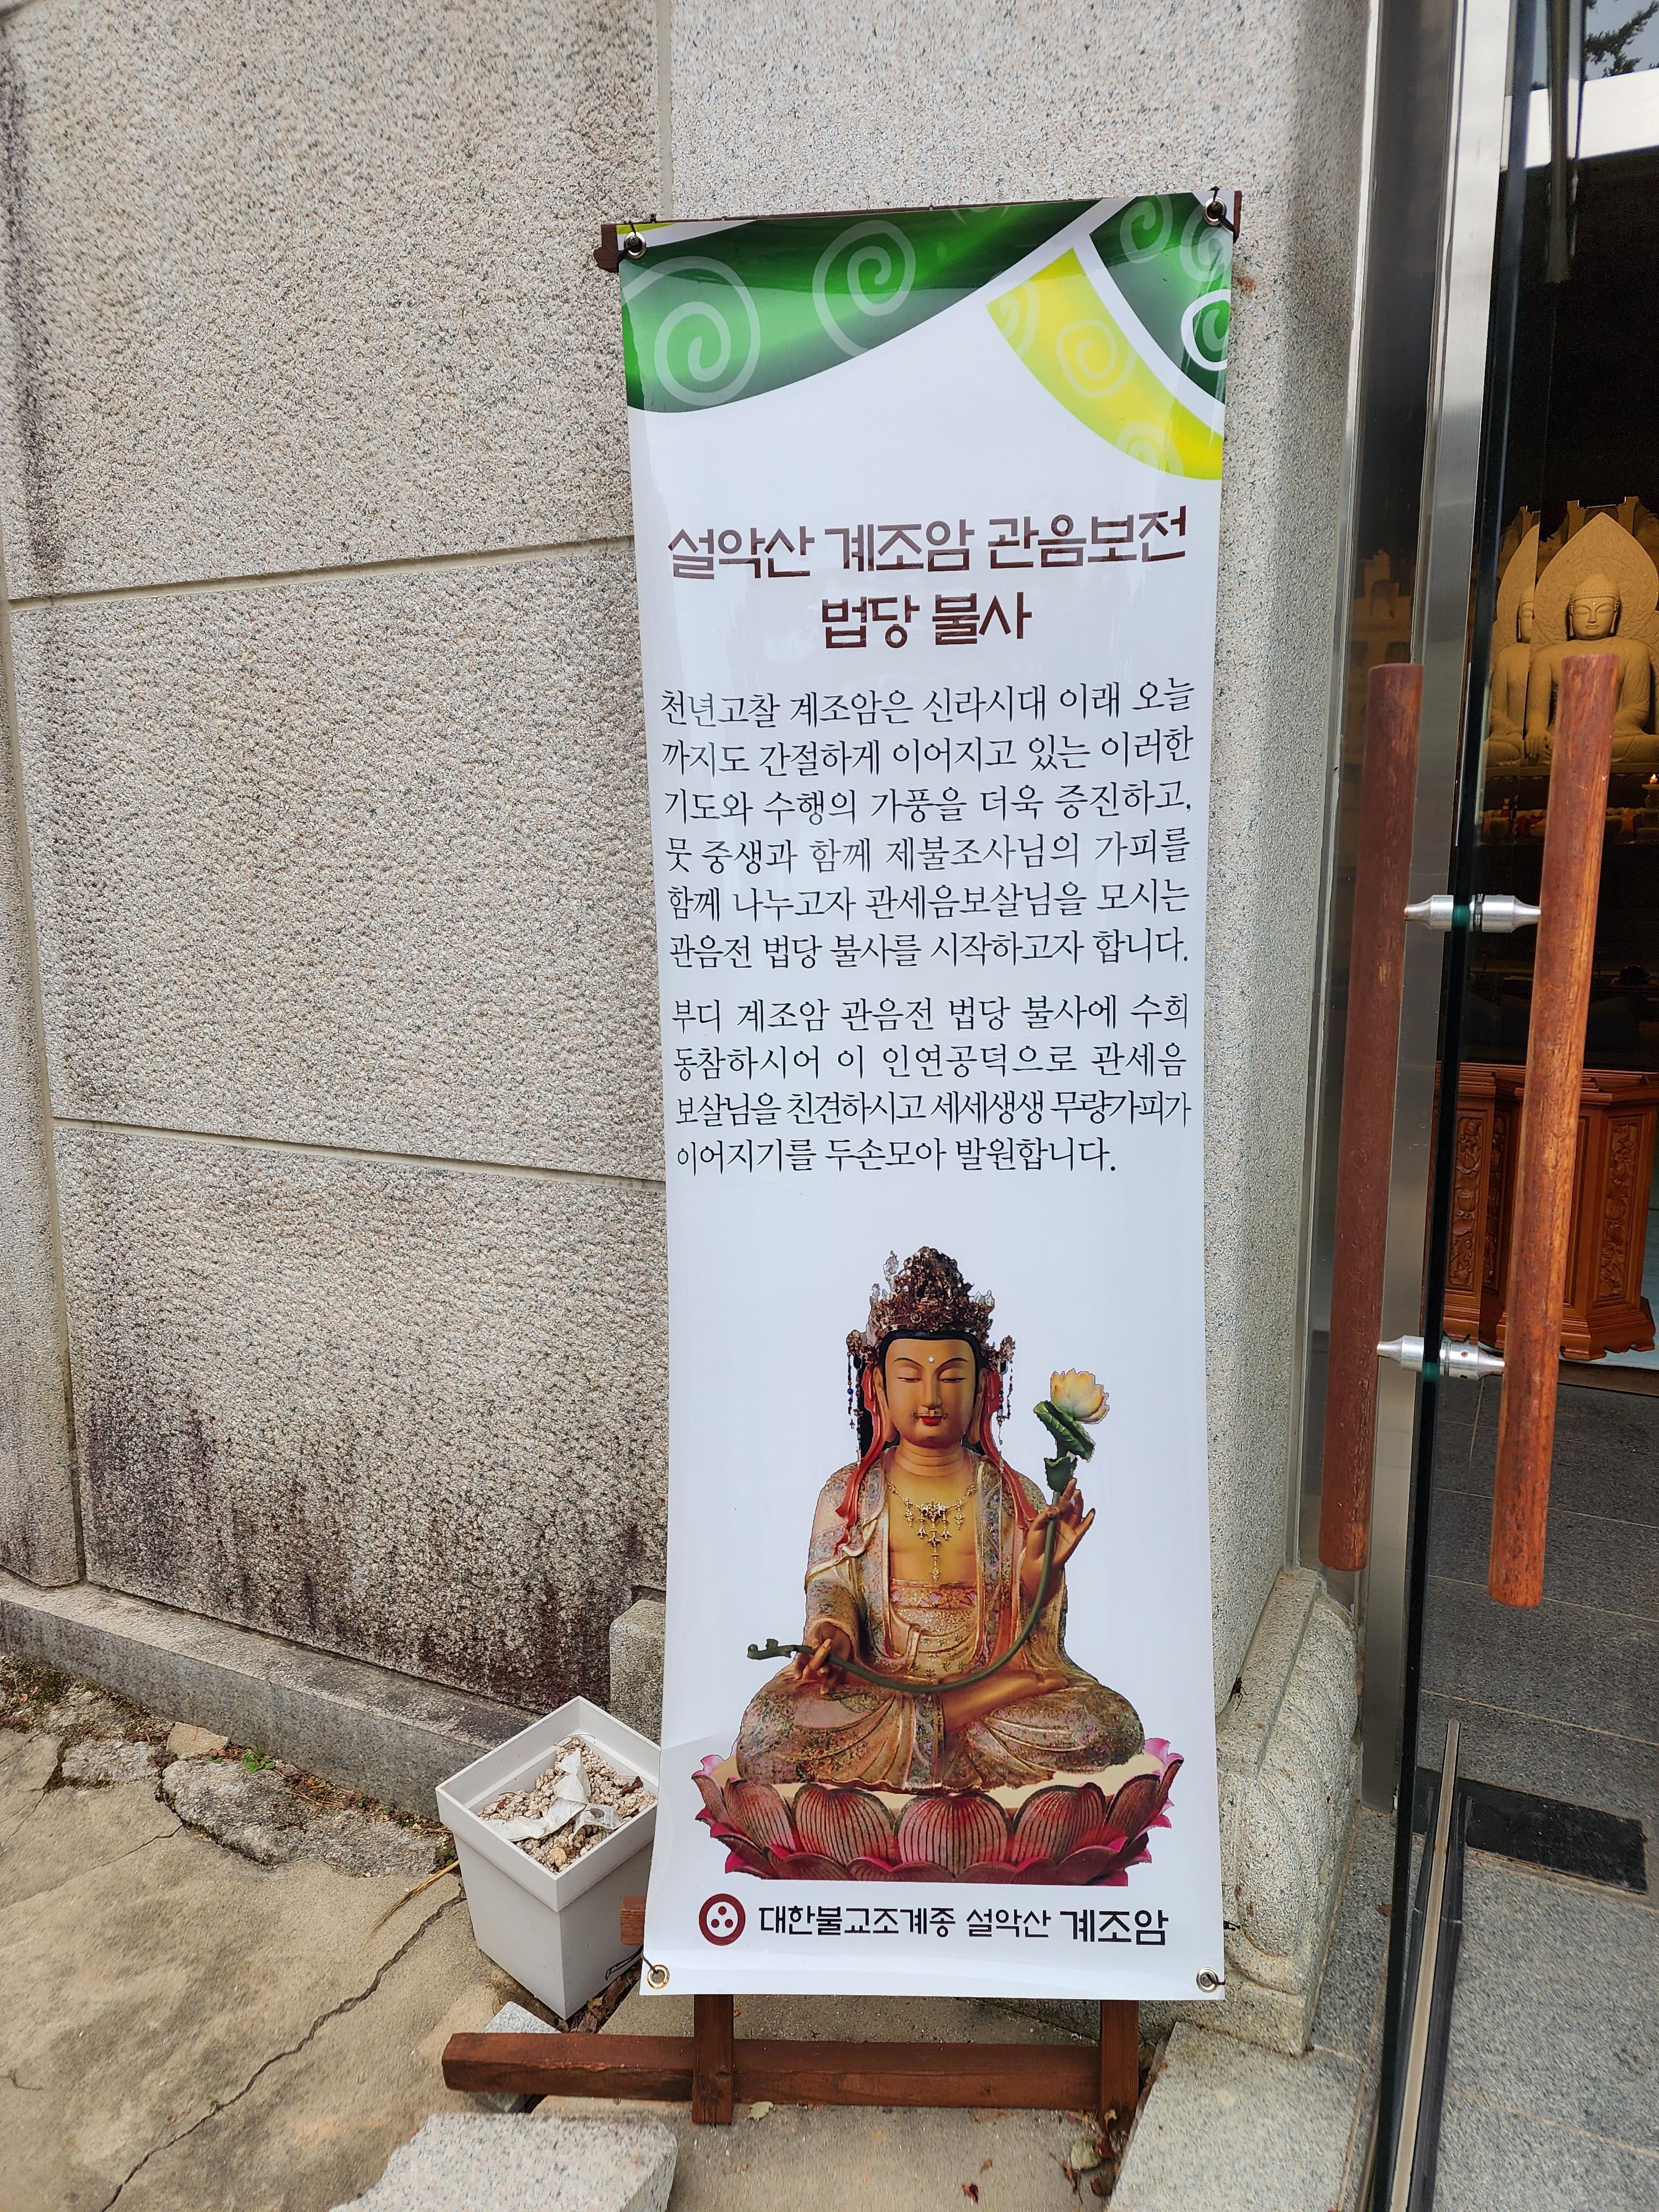 설악산 계조암 관음보전
법당 불사
천년고찰 계조암은 신라시대 이래 오늘
까지도 간절하게 이어지고 있는 이러한
기도와 수행의 가풍을 더욱 증진하고,
뭇 중생과 함께 제불조사님의 가피를
함께 나누고자 관세음보살님을 모시는
관음전 법당 불사를 시작하고자 합니다.
부디 계조암 관음전 법당 불사에 수희
동참하시어 이 인연공덕으로 관세음
보살님을 친견하시고 세세생생 무량가피가
이어지기를 두손모아 발원합니다.
대한불교조계종 설악산 계조암